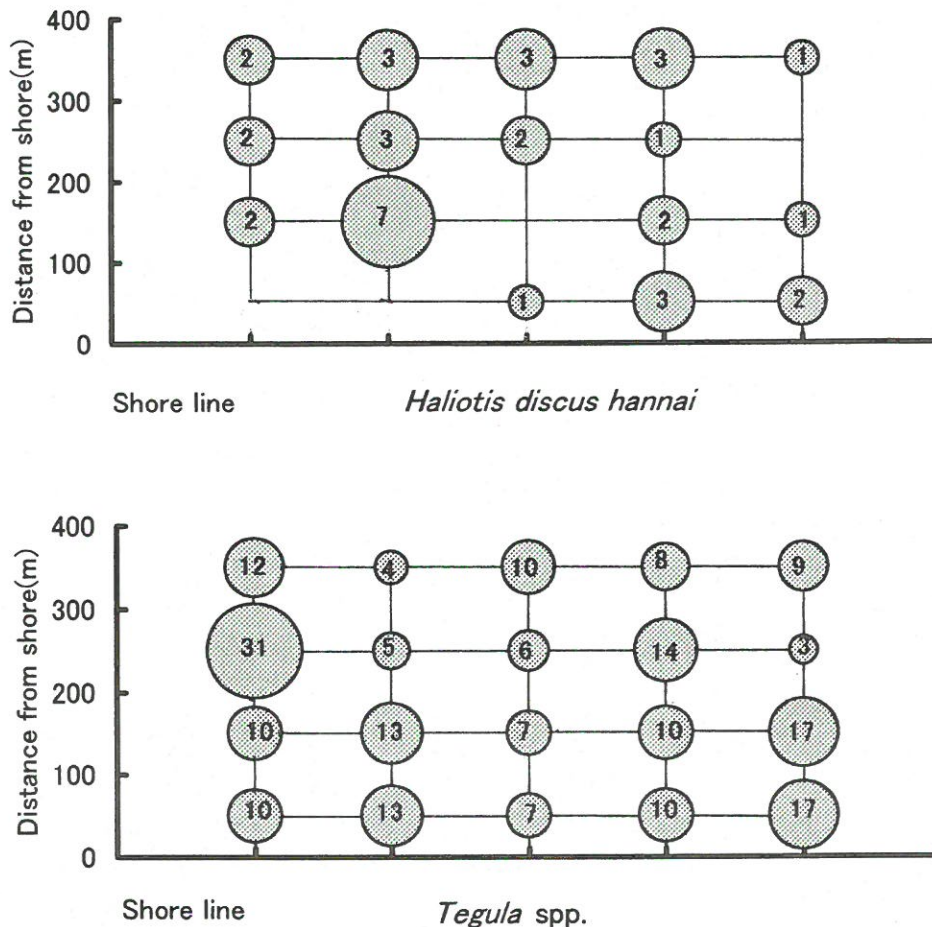 400
2 3 3 3 1
300
2 3 2 1
200
2 7 2 1
100
1 3 2
0
Distance from shore(m)
Shore line Haliotis discus hannai
400
12 4 10 8 9
300
31 5 6 14 3
200
10 13 7 10 17
100
10 13 7 10 17
0
Distance from shore(m)
Shore line Tegula spp.